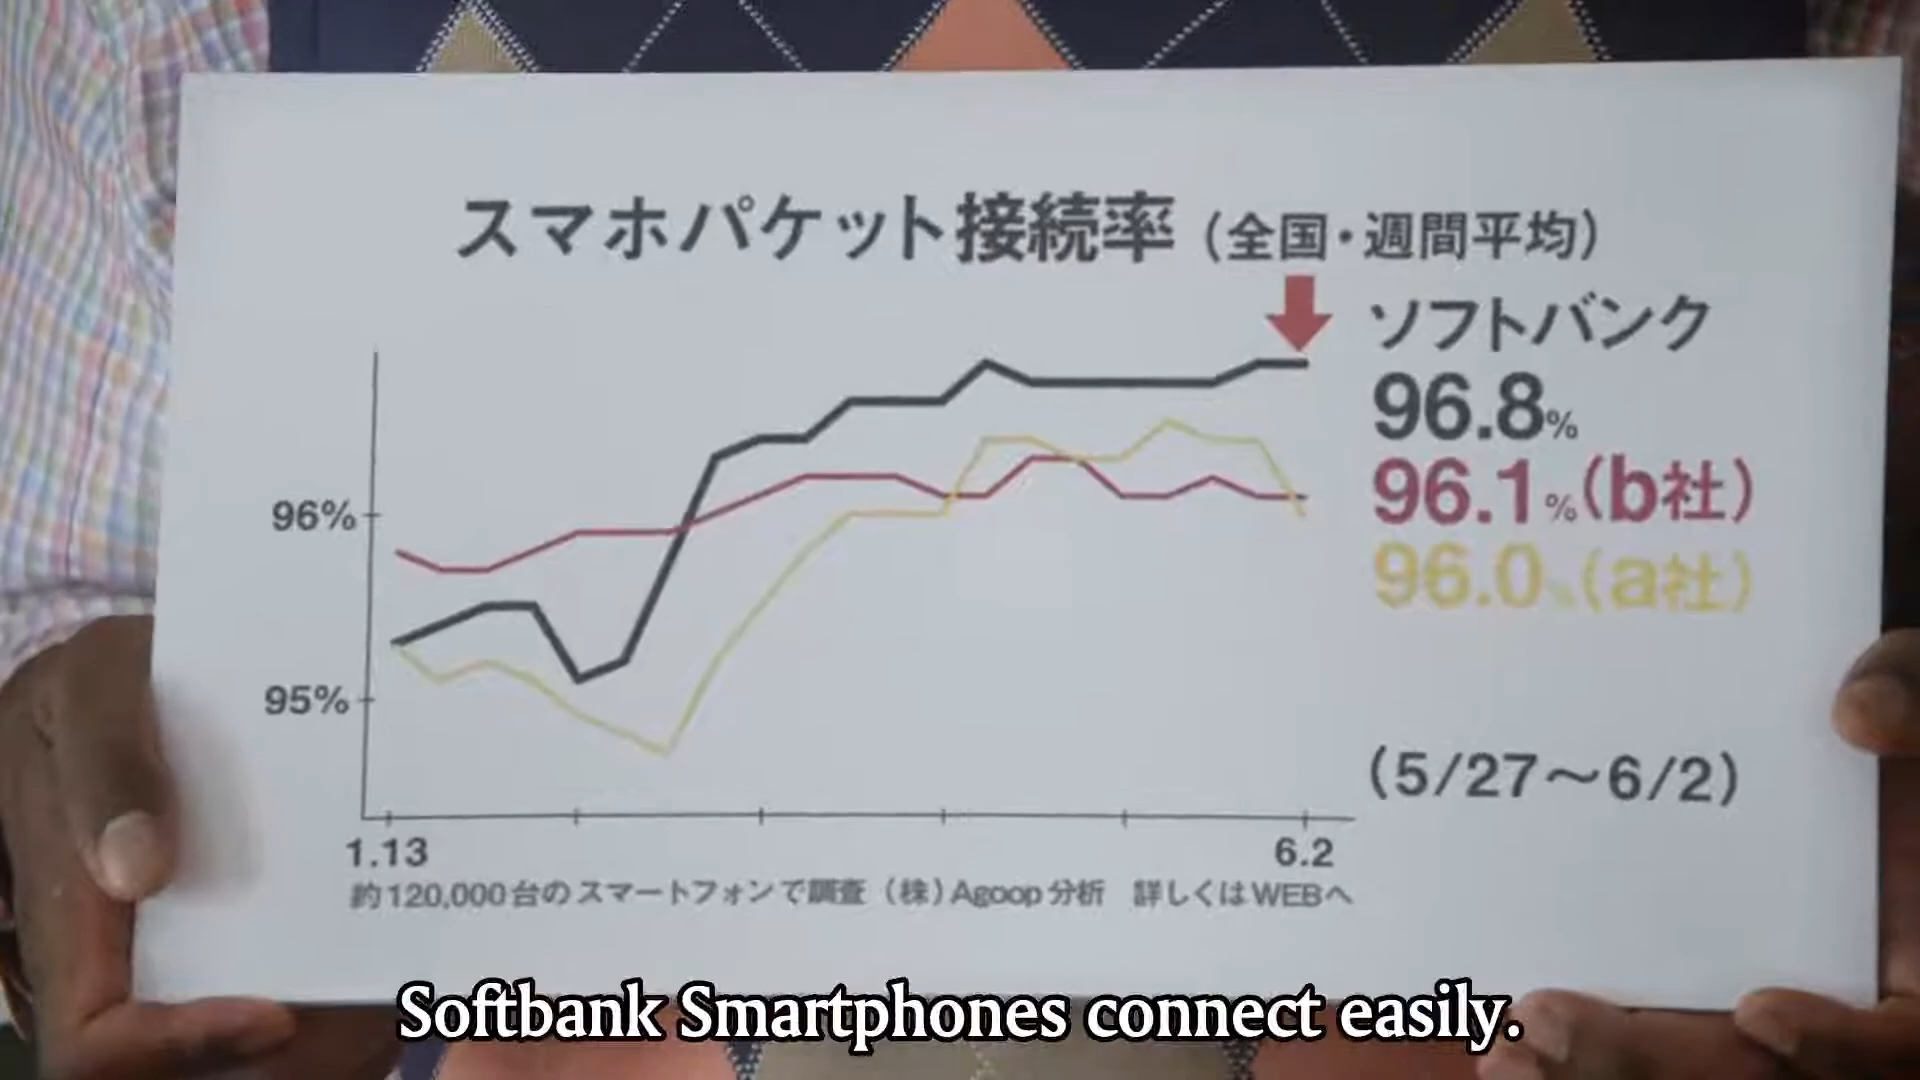 スマホパケット接続率 (全国・週間平均)
ソフトバンク
96.8%
96.1%(b社)
96.0%(a社)
96%
95%
(5/27〜6/2)
1.13
6.2
約120,000台のスマートフォンで調査 (株)Agoop分析 詳しくはWEBへ
Softbank Smartphones connect easily.